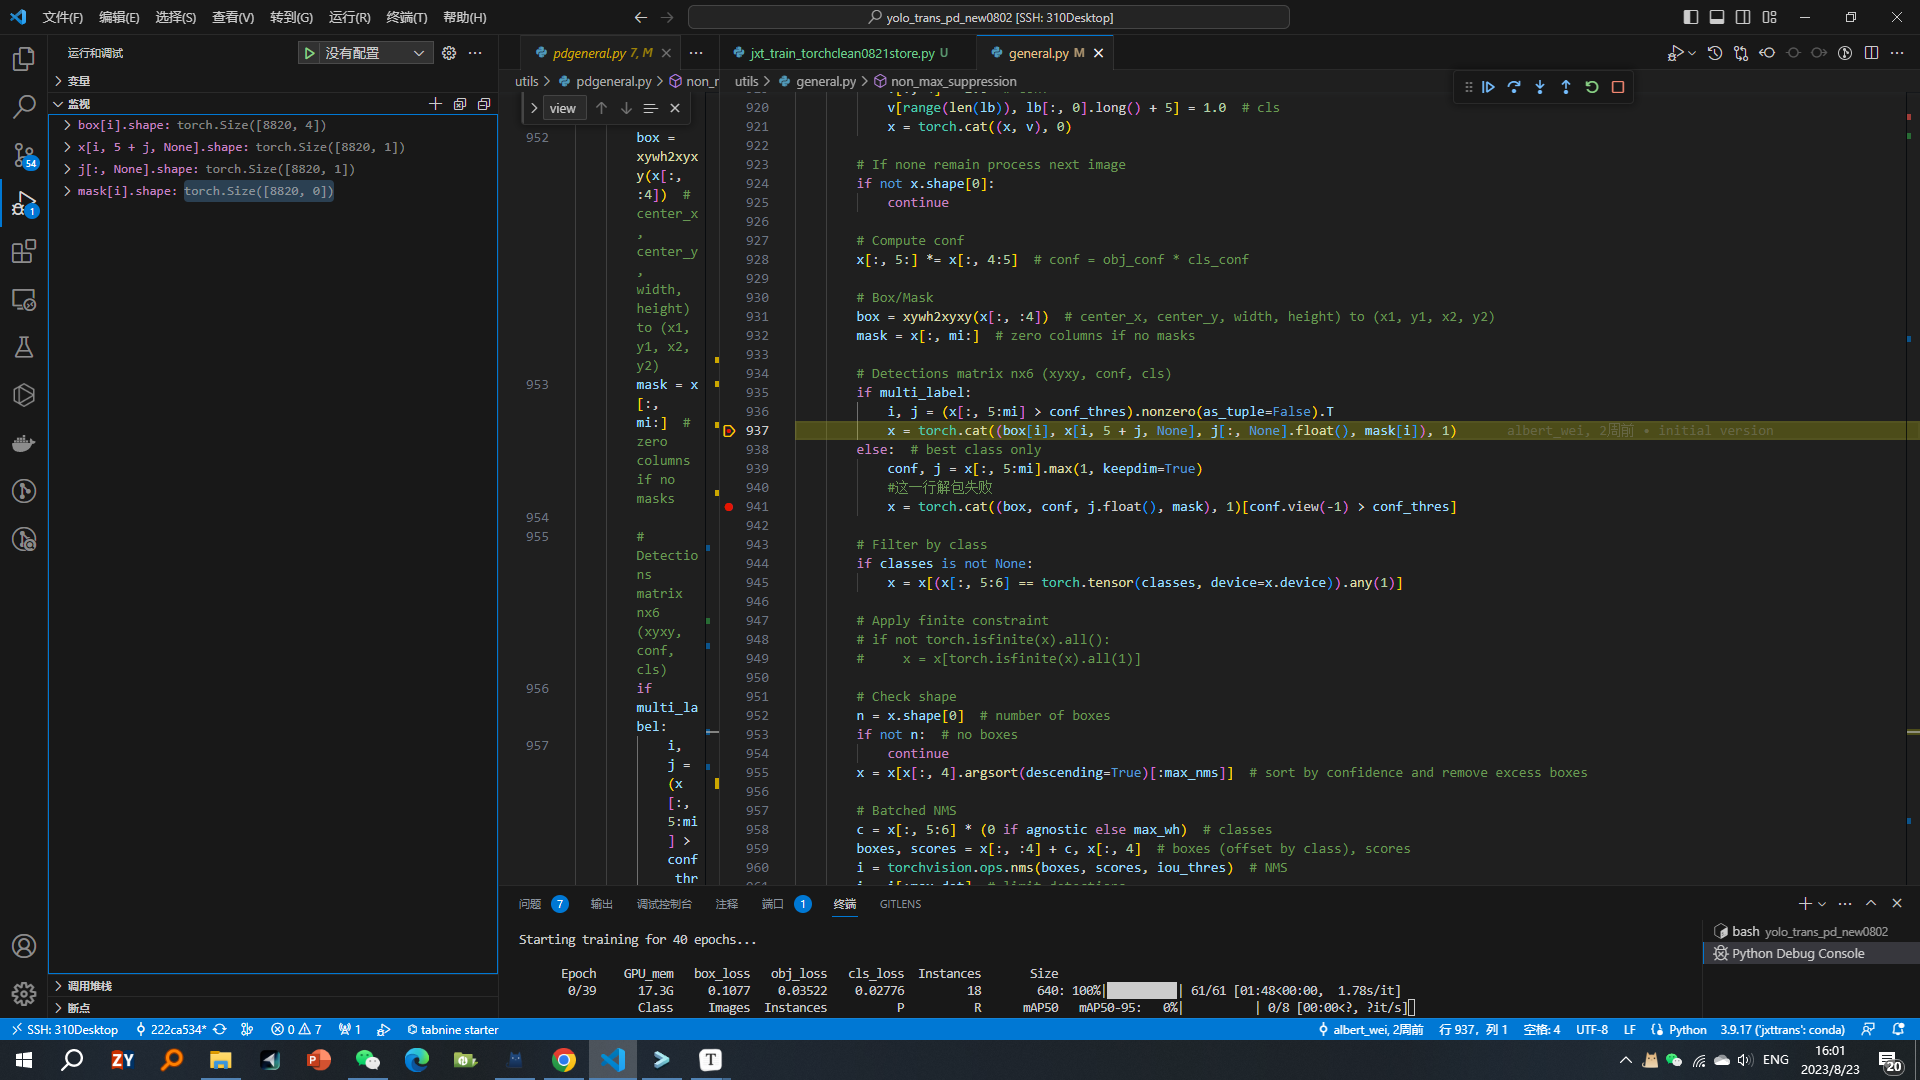 文件(F) 编辑(E) 选择(S) 查看(V) 转到(G) 运行(R) 终端(T) 帮助(H)
yolo_trans_pd_new0802 [SSH: 310Desktop]
运行和调试
没有配置
变量
监视
box[i].shape: torch.Size([8820, 4])
x[i, 5 + j, None].shape: torch.Size([8820, 1])
j[:, None].shape: torch.Size([8820, 1])
mask[i].shape: torch.Size([8820, 0])
54
1
调用堆栈
断点
pdgeneral.py 7, M
utils > pdgeneral.py > non_r
view
952
box =
xywh2xyx
y(x[:,
:4]) #
center_x
,
center_y
,
width,
height)
to (x1,
y1, x2,
y2)
953
mask = x
[:,
mi:] #
zero
columns
if no
masks
954
955
#
Detectio
ns
matrix
nx6
(xyxy,
conf,
cls)
956
if
multi_la
bel:
957
i,
j =
(x
[:,
5:mi
] >
conf
_thr
jxt_train_torchclean0821store.py U
general.py M
utils > general.py > non_max_suppression
920 v[range(len(lb)), lb[:, 0].long() + 5] = 1.0 # cls
921 x = torch.cat((x, v), 0)
922
923 # If none remain process next image
924 if not x.shape[0]:
925 continue
926
927 # Compute conf
928 x[:, 5:] *= x[:, 4:5] # conf = obj_conf * cls_conf
929
930 # Box/Mask
931 box = xywh2xyxy(x[:, :4]) # center_x, center_y, width, height) to (x1, y1, x2, y2)
932 mask = x[:, mi:] # zero columns if no masks
933
934 # Detections matrix nx6 (xyxy, conf, cls)
935 if multi_label:
936 i, j = (x[:, 5:mi] > conf_thres).nonzero(as_tuple=False).T
937 x = torch.cat((box[i], x[i, 5 + j, None], j[:, None].float(), mask[i]), 1) albert_wei, 2周前 • initial version
938 else: # best class only
939 conf, j = x[:, 5:mi].max(1, keepdim=True)
940 #这一行解包失败
941 x = torch.cat((box, conf, j.float(), mask), 1)[conf.view(-1) > conf_thres]
942
943 # Filter by class
944 if classes is not None:
945 x = x[(x[:, 5:6] == torch.tensor(classes, device=x.device)).any(1)]
946
947 # Apply finite constraint
948 # if not torch.isfinite(x).all():
949 # x = x[torch.isfinite(x).all(1)]
950
951 # Check shape
952 n = x.shape[0] # number of boxes
953 if not n: # no boxes
954 continue
955 x = x[x[:, 4].argsort(descending=True)[:max_nms]] # sort by confidence and remove excess boxes
956
957 # Batched NMS
958 c = x[:, 5:6] * (0 if agnostic else max_wh) # classes
959 boxes, scores = x[:, :4] + c, x[:, 4] # boxes (offset by class), scores
960 i = torchvision.ops.nms(boxes, scores, iou_thres) # NMS
问题 7 输出 调试控制台 注释 端口 1 终端 GITLENS
Starting training for 40 epochs...
Epoch GPU_mem box_loss obj_loss cls_loss Instances Size
0/39 17.3G 0.1077 0.03522 0.02776 18 640: 100%| | 61/61 [01:48<00:00, 1.78s/it]
Class Images Instances P R mAP50 mAP50-95: 0%| | 0/8 [00:00<?, ?it/s]
bash yolo_trans_pd_new0802
Python Debug Console
SSH: 310Desktop 222ca534* 0 7 1 tabnine starter albert_wei, 2周前 行 937，列 1 空格: 4 UTF-8 LF Python 3.9.17 ('jxttrans': conda)
ZY
T
ENG
16:01
2023/8/23
20